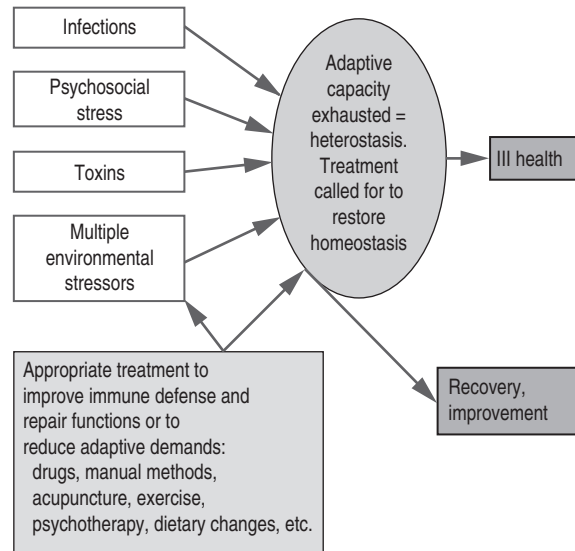 Infections
Psychosocial
stress
Toxins
Multiple
environmental
stressors
Adaptive
capacity
exhausted =
heterostasis.
Treatment
called for to
restore
homeostasis
Ill health
Appropriate treatment to
improve immune defense and
repair functions or to
reduce adaptive demands:
drugs, manual methods,
acupuncture, exercise,
psychotherapy, dietary changes, etc.
Recovery,
improvement